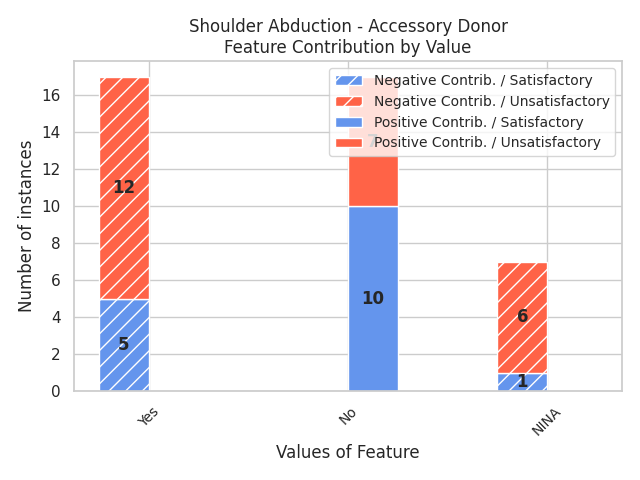 Shoulder Abduction - Accessory Donor
Feature Contribution by Value
Negative Contrib. / Satisfactory
Negative Contrib. / Unsatisfactory
Positive Contrib. / Satisfactory
Positive Contrib. / Unsatisfactory
Number of instances
16
14
12
10
8
6
4
2
0
12
5
7
10
6
1
Yes
No
NINA
Values of Feature